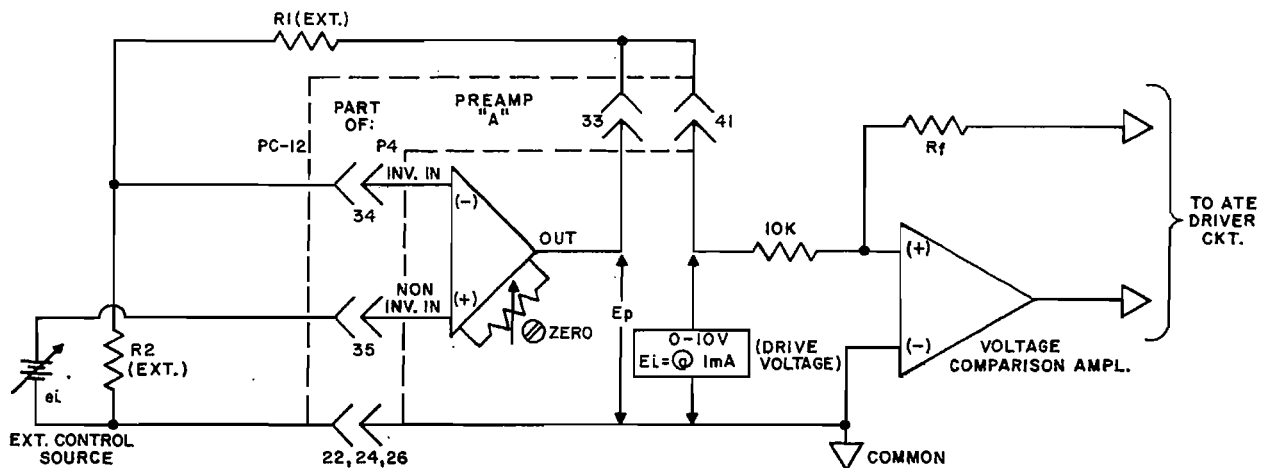 R1 (EXT.)
PREAMP
"A"
PART
OF:
PC-12
P4
33
41
INV. IN
(-)
34
OUT
NON
INV. IN
(+)
35
ZERO
Ep
0-10V
Ei=@ 1mA
(DRIVE
VOLTAGE)
10K
Rf
(+)
(-)
VOLTAGE
COMPARISON AMPL.
TO ATE
DRIVER
CKT.
R2
(EXT.)
ei
EXT. CONTROL
SOURCE
22, 24, 26
COMMON